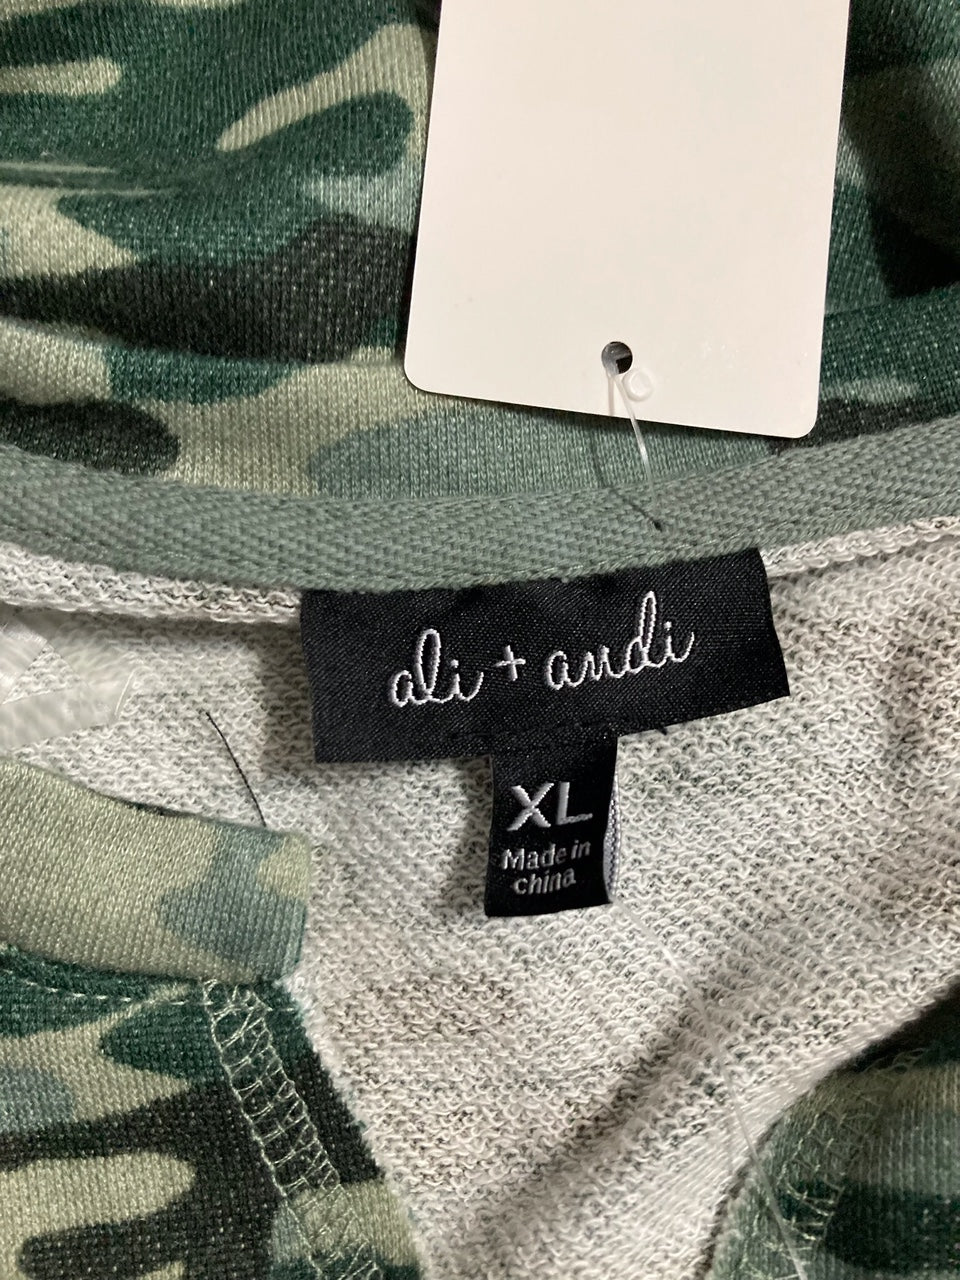 ali + andi
XL
Made in
china